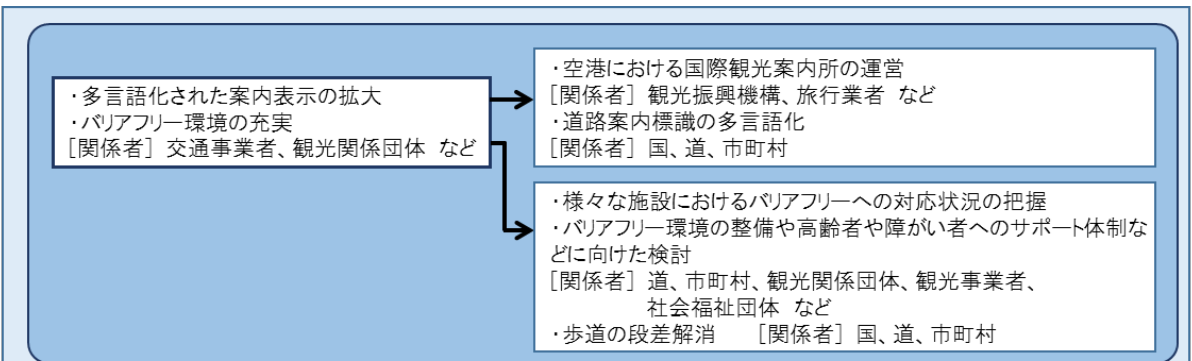 ・多言語化された案内表示の拡大
・バリアフリー環境の充実
[関係者] 交通事業者、観光関係団体 など
・空港における国際観光案内所の運営
[関係者] 観光振興機構、旅行業者 など
・道路案内標識の多言語化
[関係者] 国、道、市町村
・様々な施設におけるバリアフリーへの対応状況の把握
・バリアフリー環境の整備や高齢者や障がい者へのサポート体制な
どに向けた検討
[関係者] 道、市町村、観光関係団体、観光事業者、
社会福祉団体 など
・歩道の段差解消 [関係者] 国、道、市町村